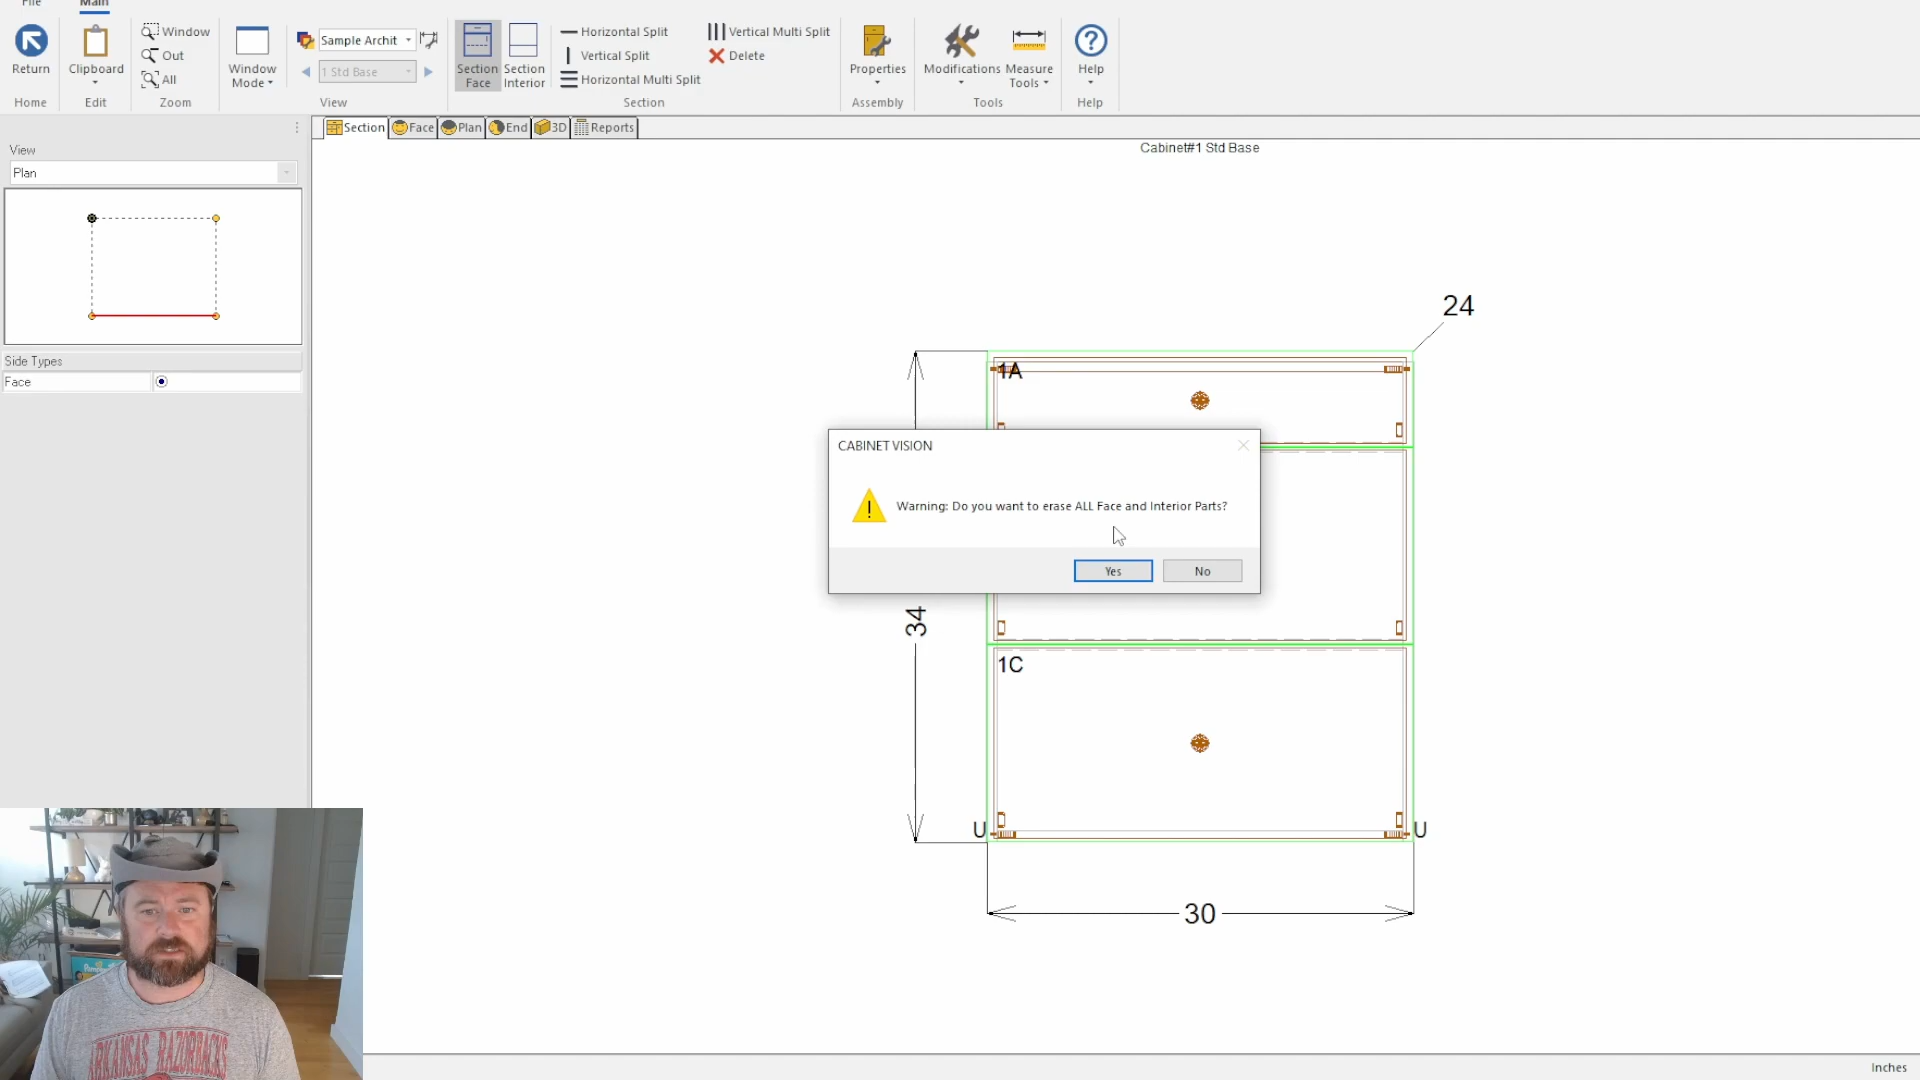 File
Main
Return
Clipboard
Window
Out
All
Window Mode
Sample Archit
1 Std Base
Section Face
Section Interior
Horizontal Split
Vertical Split
Horizontal Multi Split
Vertical Multi Split
Delete
Properties
Modifications
Measure Tools
Help
Home
Edit
Zoom
View
Section
Assembly
Tools
Help
Section
Face
Plan
End
3D
Reports
View
Plan
Side Types
Face
Cabinet#1 Std Base
24
1A
CABINET VISION
Warning: Do you want to erase ALL Face and Interior Parts?
Yes
No
34
1C
U
U
30
ARKANSAS RAZORBACKS
Inches